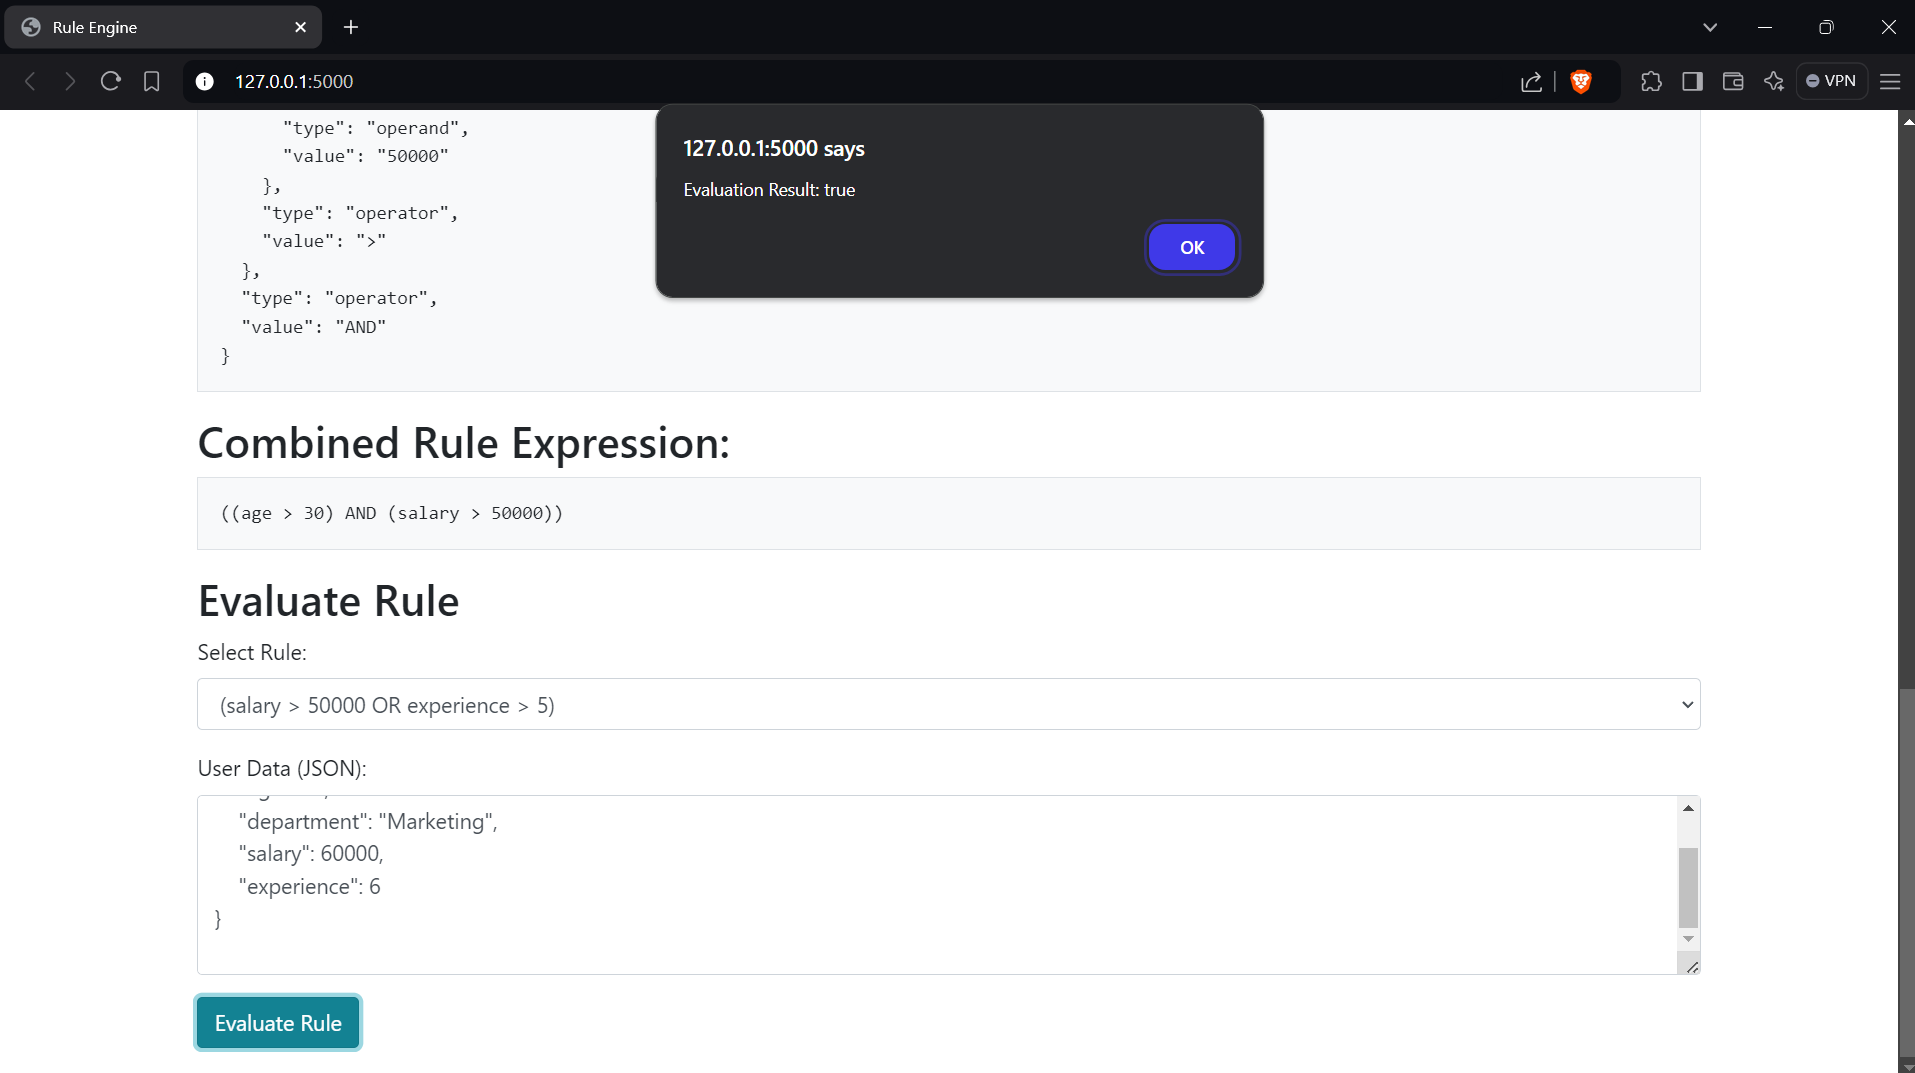 Rule Engine
127.0.0.1:5000
VPN
127.0.0.1:5000 says
Evaluation Result: true
OK
"type": "operand",
"value": "50000"
},
"type": "operator",
"value": ">"
},
"type": "operator",
"value": "AND"
}
Combined Rule Expression:
((age > 30) AND (salary > 50000))
Evaluate Rule
Select Rule:
(salary > 50000 OR experience > 5)
User Data (JSON):
"department": "Marketing",
"salary": 60000,
"experience": 6
}
Evaluate Rule